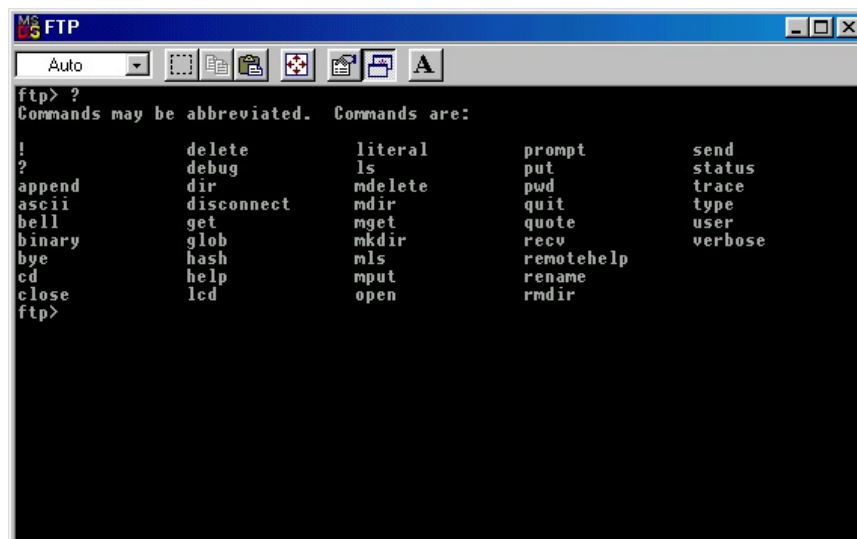 MS DOS FTP
Auto A
ftp> ?
Commands may be abbreviated. Commands are:
! delete literal prompt send
? debug ls put status
append dir mdelete pwd trace
ascii disconnect mdir quit type
bell get mget quote user
binary glob mkdir recv verbose
bye hash mls remotehelp
cd help mput rename
close lcd open rmdir
ftp>